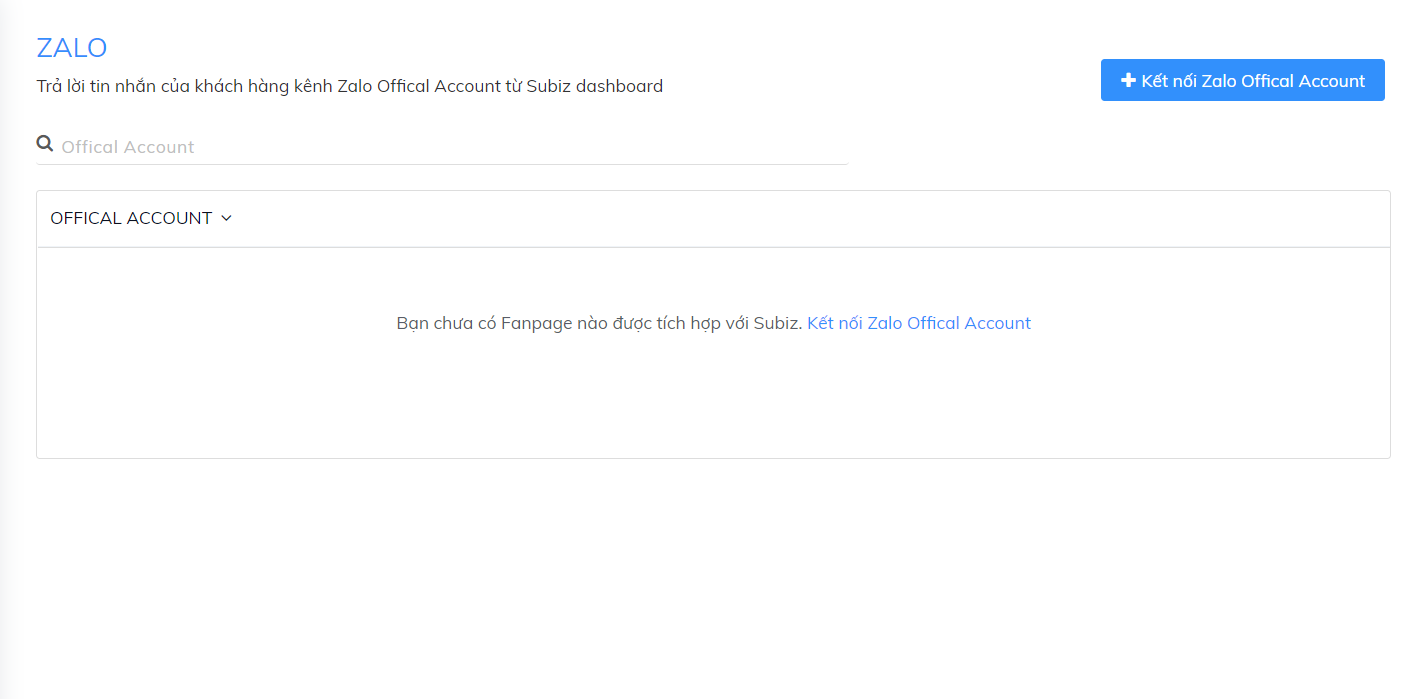 ZALO
Trả lời tin nhắn của khách hàng kênh Zalo Offical Account từ Subiz dashboard
Kết nối Zalo Offical Account
Offical Account
OFFICAL ACCOUNT
Bạn chưa có Fanpage nào được tích hợp với Subiz. Kết nối Zalo Offical Account